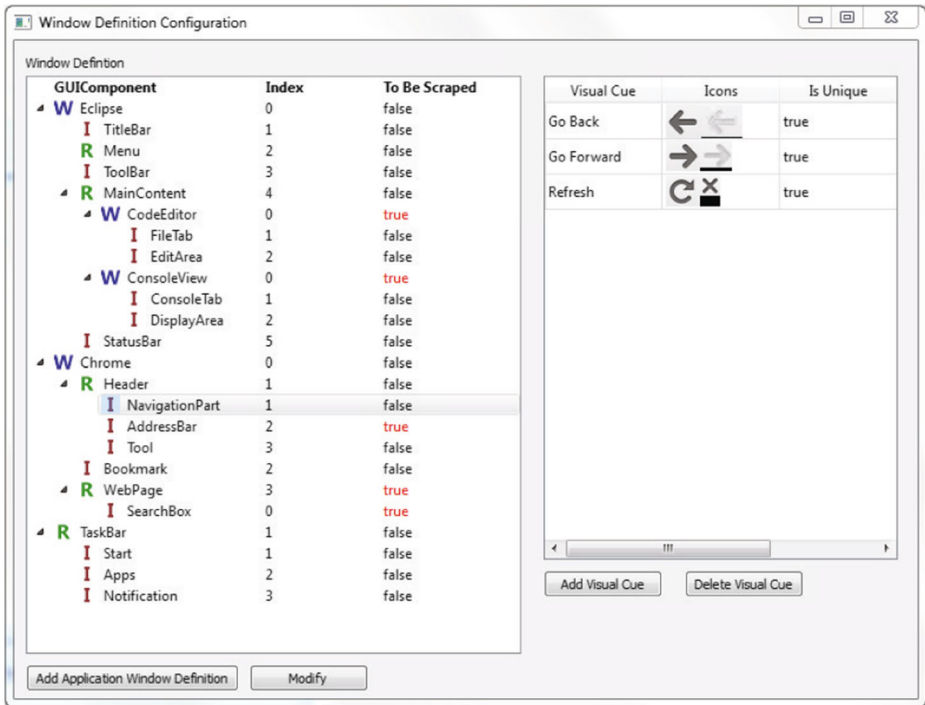 Window Definition Configuration
Window Defintion
GUIComponent Index To Be Scraped
W Eclipse 0 false
I TitleBar 1 false
R Menu 2 false
I ToolBar 3 false
R MainContent 4 false
W CodeEditor 0 true
I FileTab 1 false
I EditArea 2 false
W ConsoleView 0 true
I ConsoleTab 1 false
I DisplayArea 2 false
I StatusBar 5 false
W Chrome 0 false
R Header 1 false
I NavigationPart 1 false
I AddressBar 2 true
I Tool 3 false
I Bookmark 2 false
R WebPage 3 true
I SearchBox 0 true
R TaskBar 1 false
I Start 1 false
I Apps 2 false
I Notification 3 false
Add Application Window Definition Modify
Visual Cue Icons Is Unique
Go Back true
Go Forward true
Refresh true
Add Visual Cue Delete Visual Cue